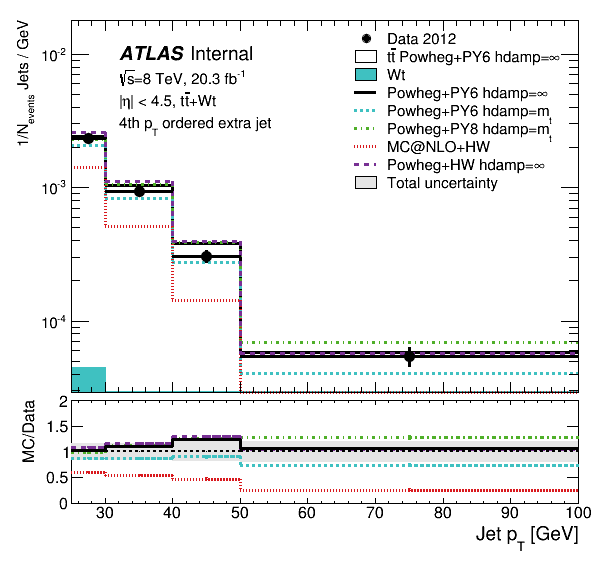 ATLAS Internal
√s=8 TeV, 20.3 fb⁻¹
|η| < 4.5, tt̄+Wt
4th p_T ordered extra jet
Data 2012
tt̄ Powheg+PY6 hdamp=∞
Wt
Powheg+PY6 hdamp=∞
Powheg+PY6 hdamp=m_t
Powheg+PY8 hdamp=m_t
MC@NLO+HW
Powheg+HW hdamp=∞
Total uncertainty
1/N_events Jets / GeV
10⁻²
10⁻³
10⁻⁴
MC/Data
2
1.5
1
0.5
0
30 40 50 60 70 80 90 100
Jet p_T [GeV]